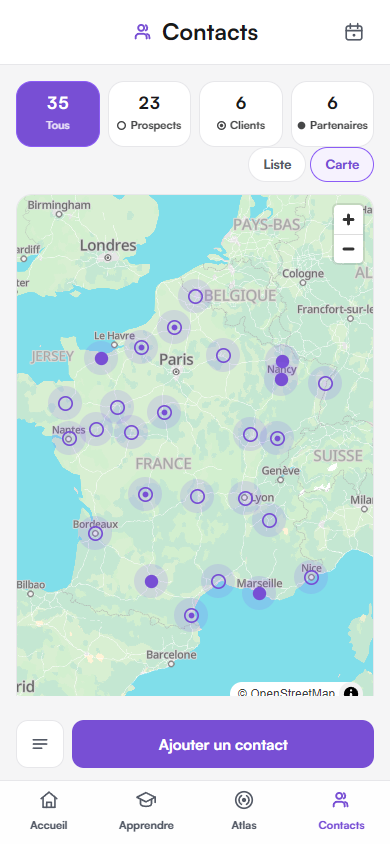 Contacts
35
Tous
23
Prospects
6
Clients
6
Partenaires
Liste
Carte
Birmingham
PAYS-BAS
ardiff
Londres
+
−
Cologne
BELGIQUE
Francfort-sur-le
Le Havre
JERSEY
Paris
Nancy
Nantes
FRANCE
SUISSE
Genève
Lyon
Milan
Bordeaux
Nice
Bilbao
Marseille
Barcelone
rid
© OpenStreetMap
Ajouter un contact
Accueil
Apprendre
Atlas
Contacts